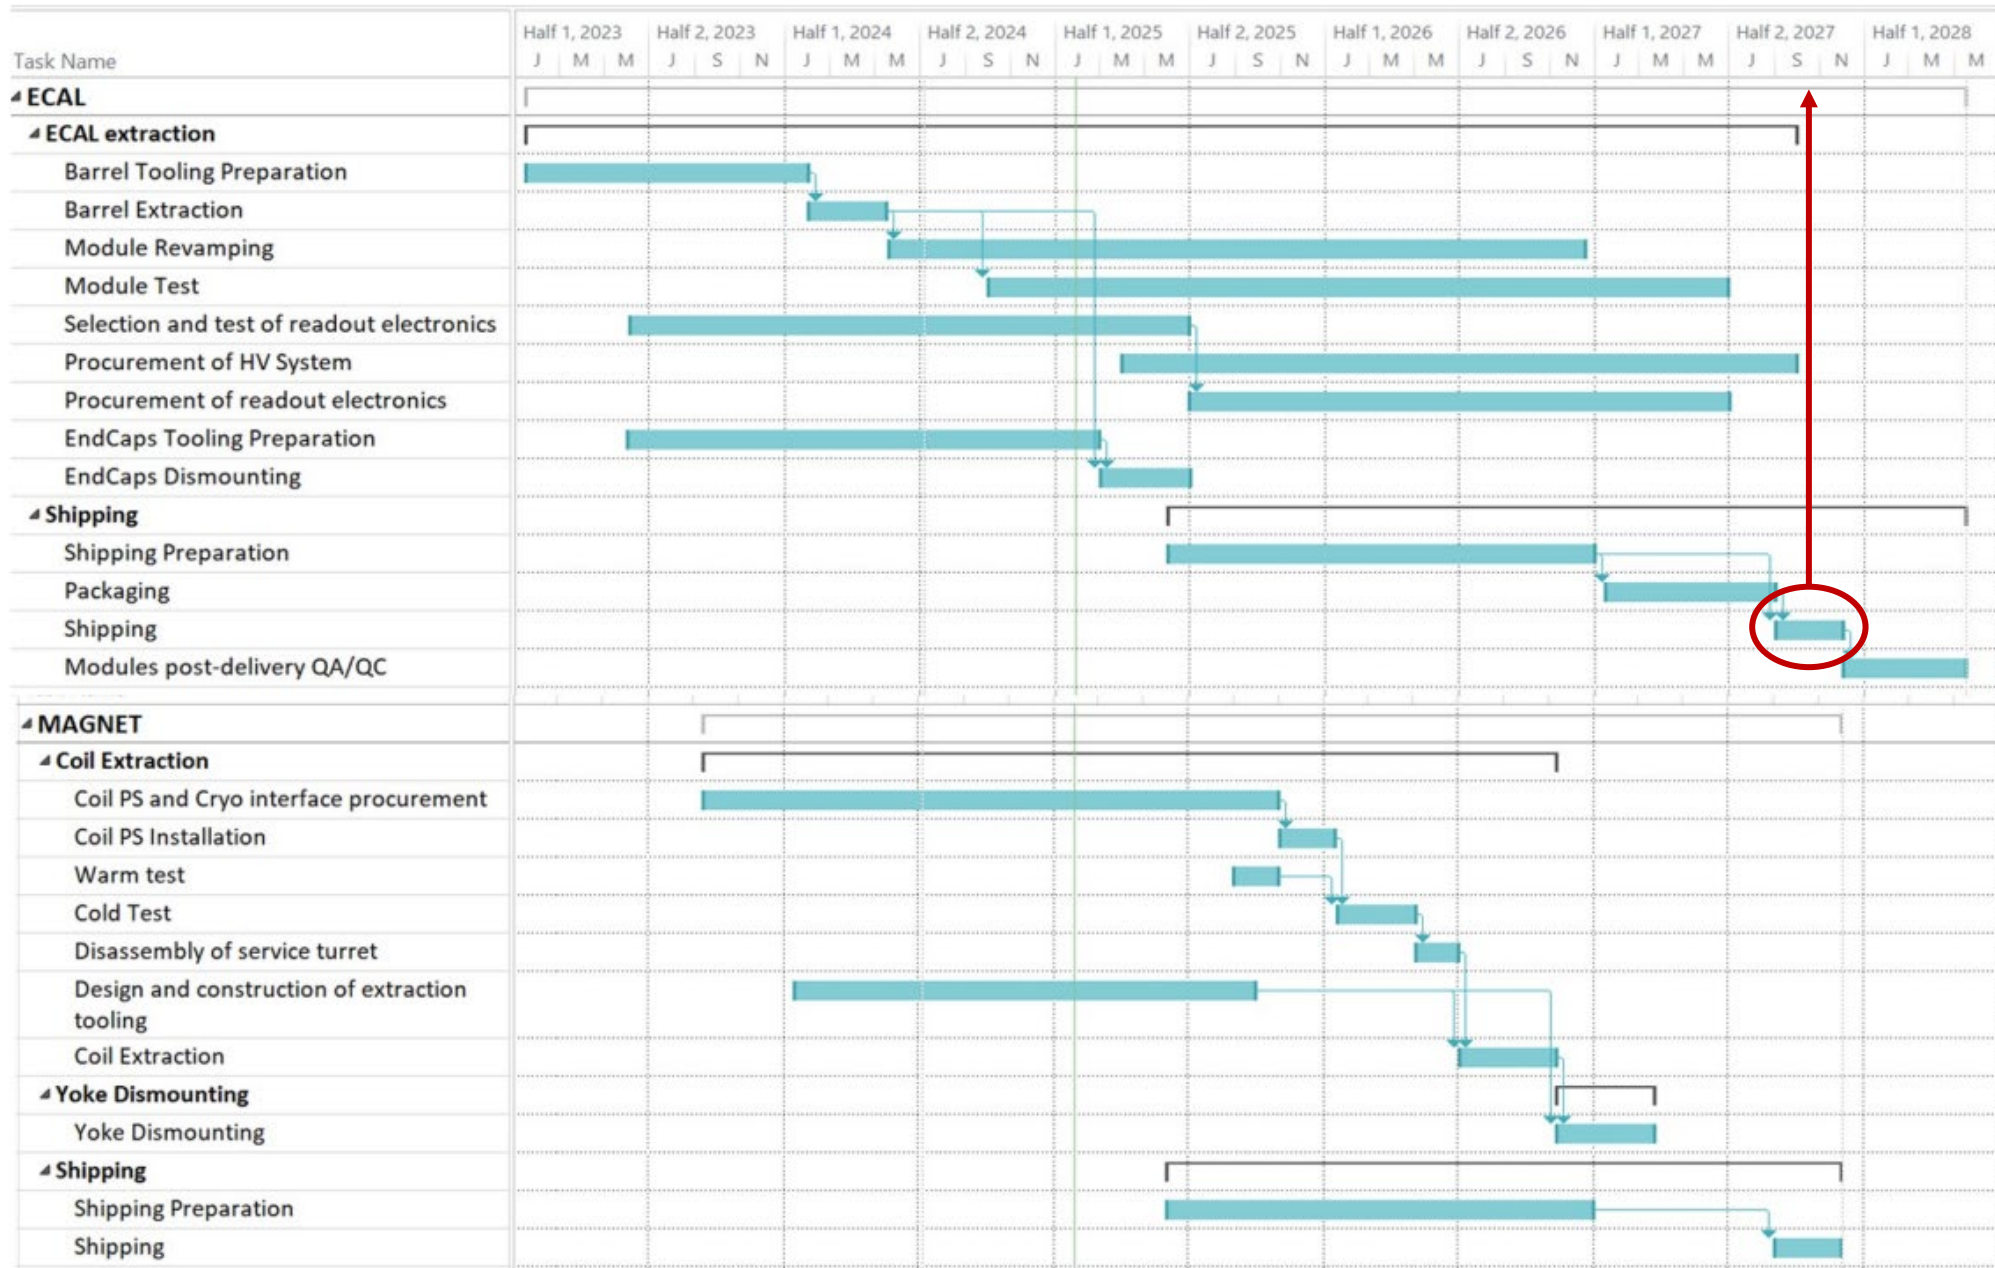 Half 1, 2023 Half 2, 2023 Half 1, 2024 Half 2, 2024 Half 1, 2025 Half 2, 2025 Half 1, 2026 Half 2, 2026 Half 1, 2027 Half 2, 2027 Half 1, 2028
Task Name J M M J S N J M M J S N J M M J S N J M M J S N J M M J S N J M M
ECAL
ECAL extraction
Barrel Tooling Preparation
Barrel Extraction
Module Revamping
Module Test
Selection and test of readout electronics
Procurement of HV System
Procurement of readout electronics
EndCaps Tooling Preparation
EndCaps Dismounting
Shipping
Shipping Preparation
Packaging
Shipping
Modules post-delivery QA/QC
MAGNET
Coil Extraction
Coil PS and Cryo interface procurement
Coil PS Installation
Warm test
Cold Test
Disassembly of service turret
Design and construction of extraction
tooling
Coil Extraction
Yoke Dismounting
Yoke Dismounting
Shipping
Shipping Preparation
Shipping